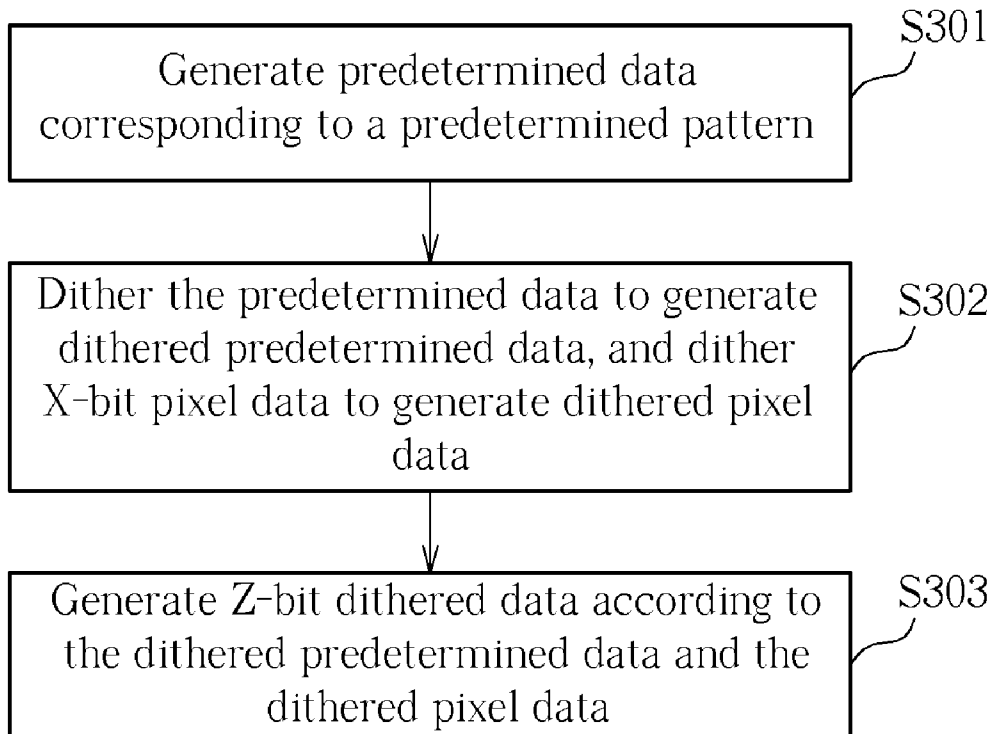 S301
Generate predetermined data
corresponding to a predetermined pattern
S302
Dither the predetermined data to generate
dithered predetermined data, and dither
X-bit pixel data to generate dithered pixel
data
S303
Generate Z-bit dithered data according to
the dithered predetermined data and the
dithered pixel data